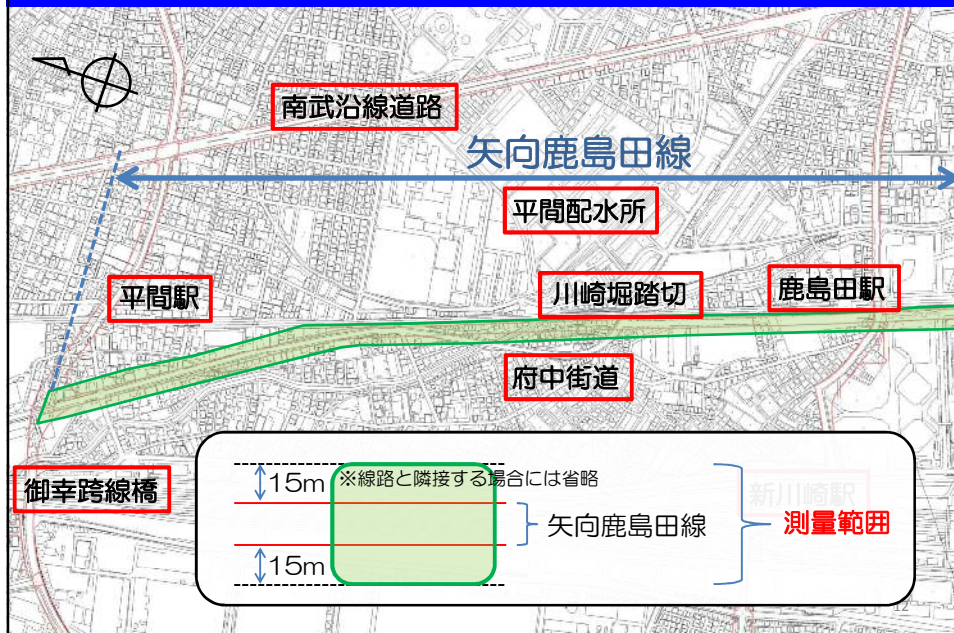 南武沿線道路
矢向鹿島田線
平間配水所
平間駅
川崎堀踏切
鹿島田駅
府中街道
御幸跨線橋
15m ※線路と隣接する場合には省略
新川崎駅
矢向鹿島田線
測量範囲
15m
12